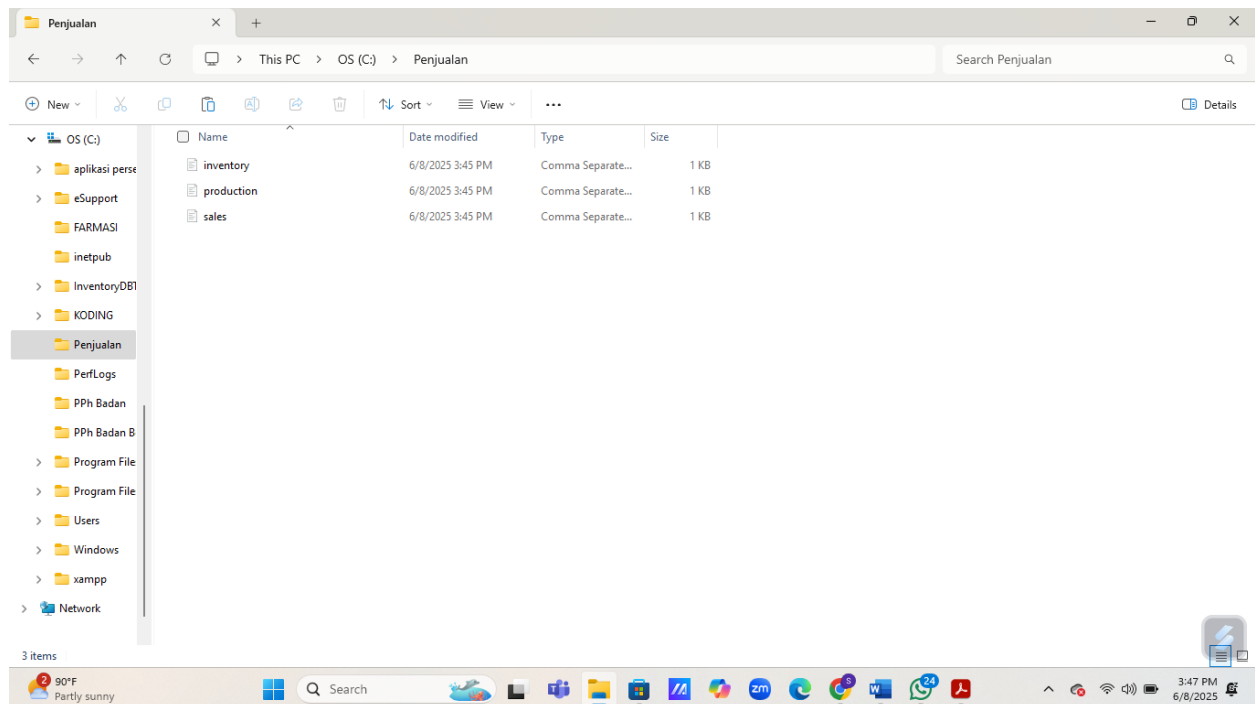 Penjualan
This PC > OS (C:) > Penjualan
Search Penjualan
New
Sort
View
Details
OS (C:)
aplikasi perse
eSupport
FARMASI
inetpub
InventoryDBT
KODING
Penjualan
PerfLogs
PPh Badan
PPh Badan B
Program File
Program File
Users
Windows
xampp
Network
Name Date modified Type Size
inventory 6/8/2025 3:45 PM Comma Separate... 1 KB
production 6/8/2025 3:45 PM Comma Separate... 1 KB
sales 6/8/2025 3:45 PM Comma Separate... 1 KB
3 items
2
90°F
Partly sunny
Search
zm
S
W
24
3:47 PM
6/8/2025